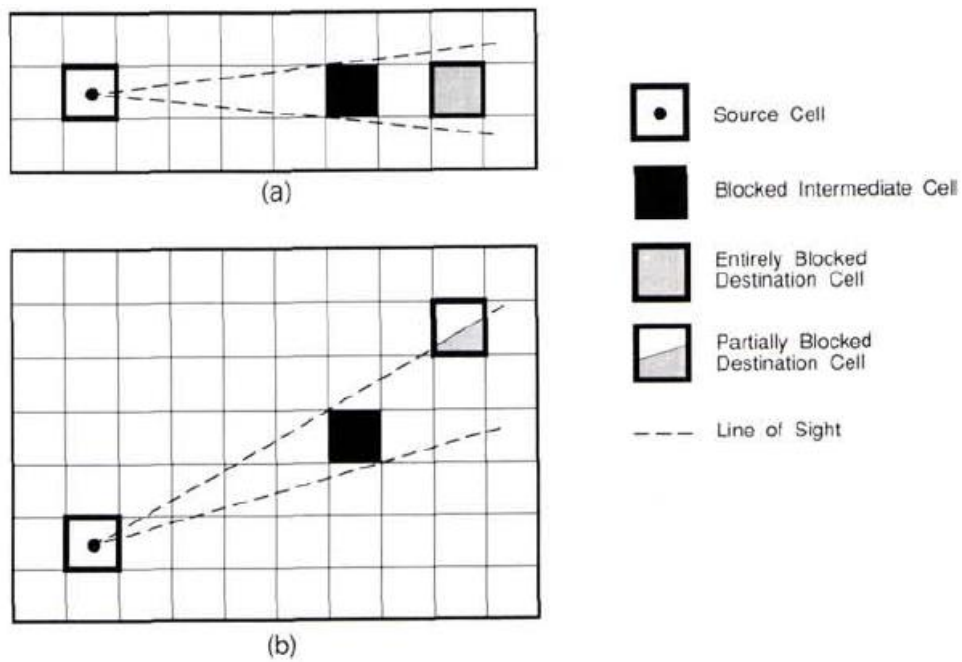 (a)
(b)
Source Cell
Blocked Intermediate Cell
Entirely Blocked
Destination Cell
Partially Blocked
Destination Cell
Line of Sight